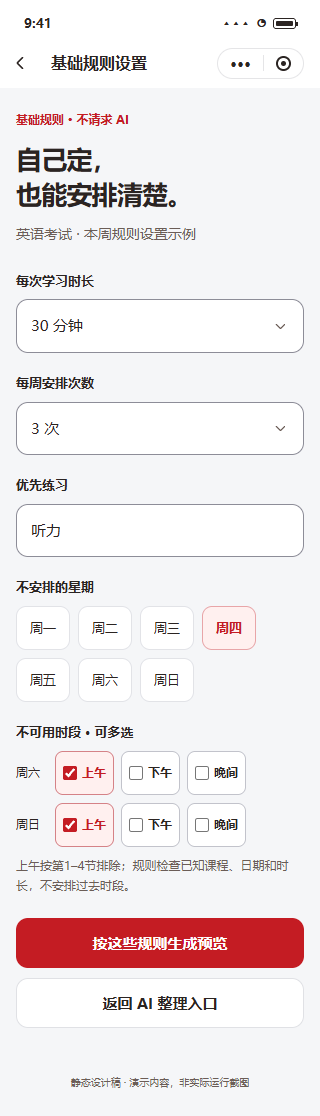 9:41
基础规则设置
基础规则 • 不请求 AI
自己定，
也能安排清楚。
英语考试 · 本周规则设置示例
每次学习时长
30 分钟
每周安排次数
3 次
优先练习
听力
不安排的星期
周一 周二 周三 周四
周五 周六 周日
不可用时段 • 可多选
周六 上午 下午 晚间
周日 上午 下午 晚间
上午按第1–4节排除；规则检查已知课程、日期和时
长，不安排过去时段。
按这些规则生成预览
返回 AI 整理入口
静态设计稿 · 演示内容，非实际运行截图